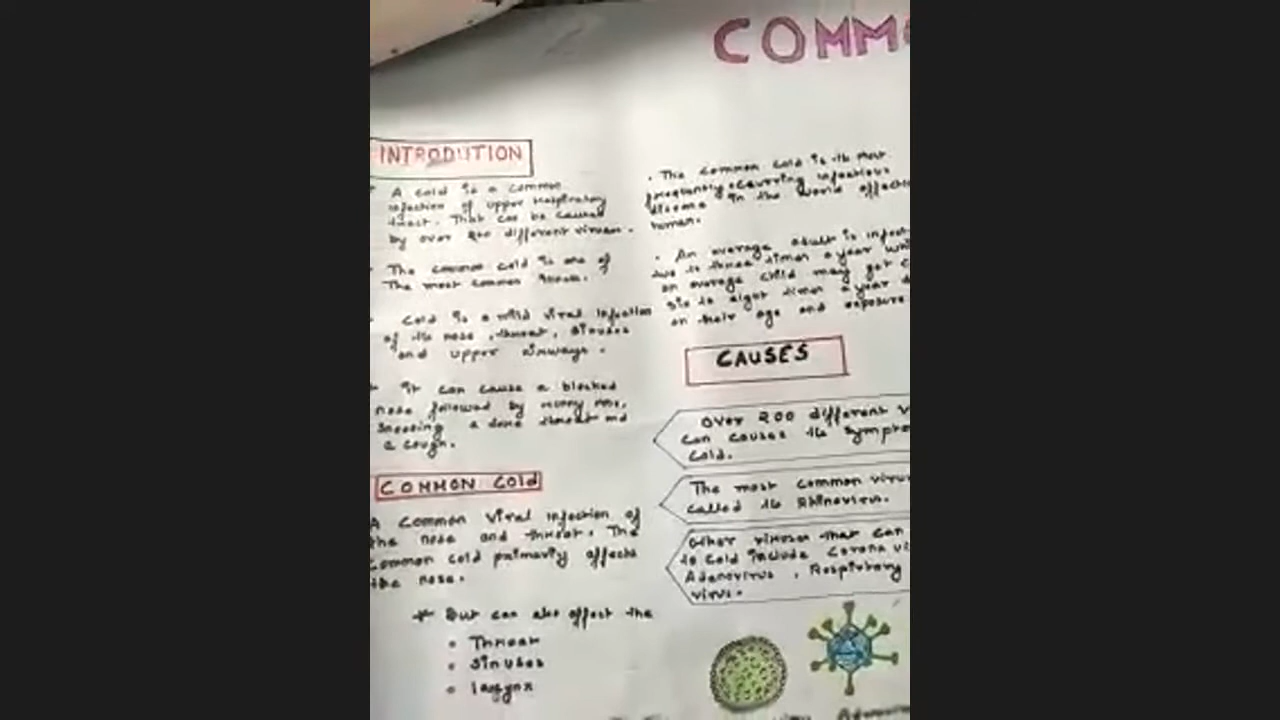 COMMO
INTRODUTION
A cold is a common
infection of upper respiratory
tract. That can be caused
by over 200 different viruses.
The common cold is one of
The most common illness.
Cold is a mild viral infection
of the nose, throat, sinuses
and upper airways.
It can cause a blocked
nose followed by runny nose,
sneezing a sore throat and
a cough.
COMMON COld
A Common Viral infection of
the nose and throat. The
Common cold primarity affects
the nose.
But can also affect the
Throat
Sinuses
larynx
The common cold is the most
frequently occurring infectious
disease in the world
human.
An average adult is
two to three times a year
an average child may get
Six to eight times a year
on their age and exposure
CAUSES
Over 200 different
can causes the
Cold.
The most common
called the Rhinovirus.
Other viruses that can
to Cold include Corona
Adenovirus, Respiratory
virus.